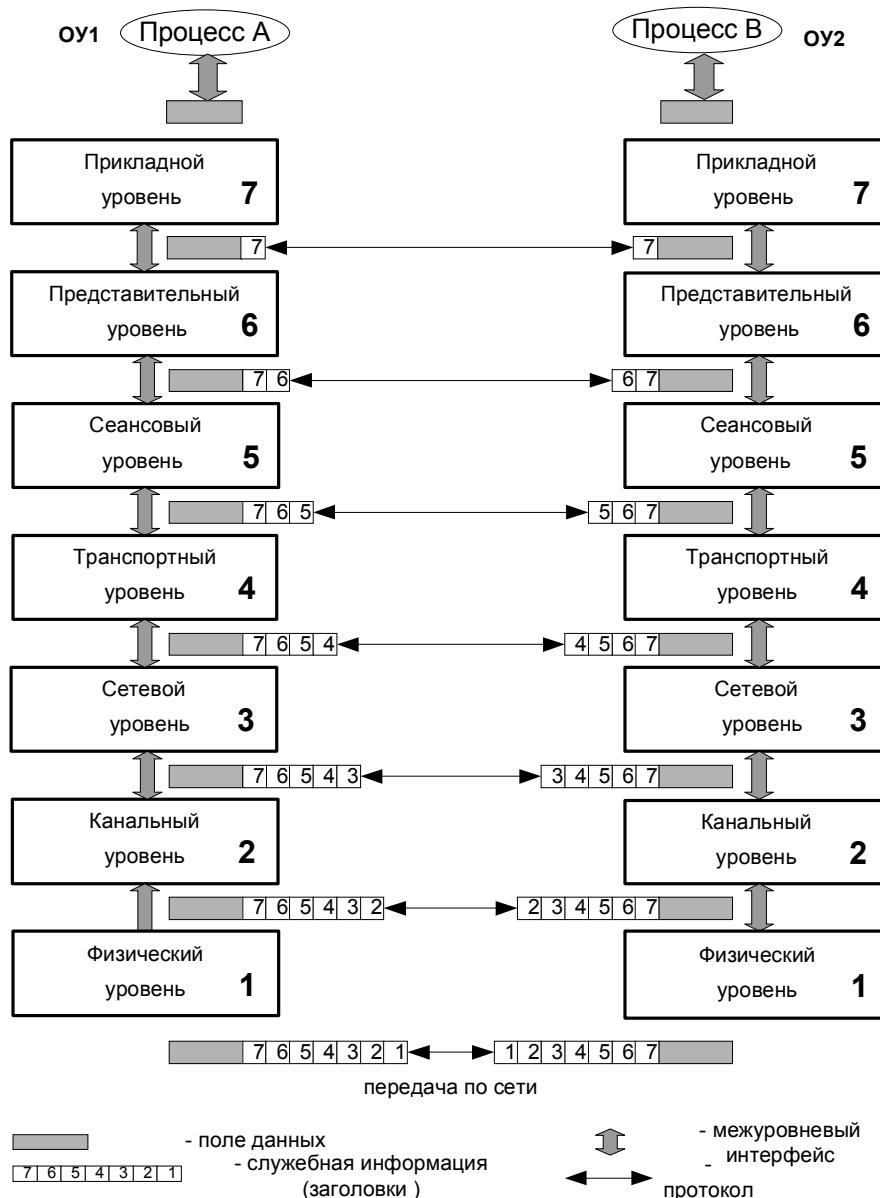 ОУ1 Процесс А Процесс В ОУ2
Прикладной Прикладной
уровень 7 уровень 7
7 7
Представительный Представительный
уровень 6 уровень 6
7 6 6 7
Сеансовый Сеансовый
уровень 5 уровень 5
7 6 5 5 6 7
Транспортный Транспортный
уровень 4 уровень 4
7 6 5 4 4 5 6 7
Сетевой Сетевой
уровень 3 уровень 3
7 6 5 4 3 3 4 5 6 7
Канальный Канальный
уровень 2 уровень 2
7 6 5 4 3 2 2 3 4 5 6 7
Физический Физический
уровень 1 уровень 1
7 6 5 4 3 2 1 1 2 3 4 5 6 7
передача по сети
- поле данных
7 6 5 4 3 2 1 - служебная информация
(заголовки )
- межуровневый
интерфейс
-
протокол